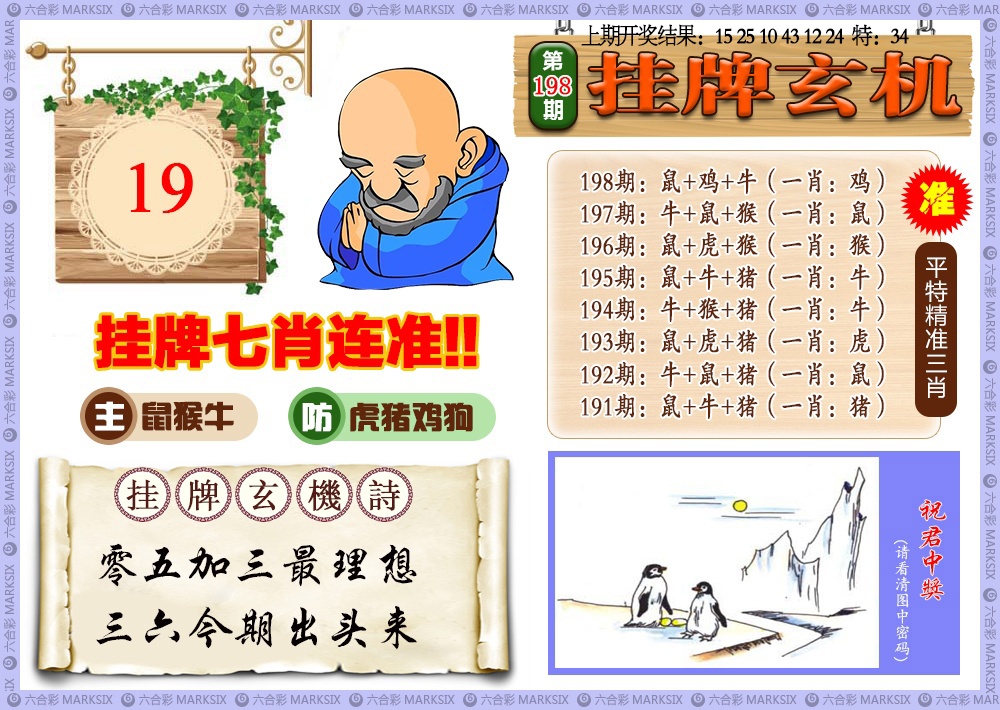 上期开奖结果：15 25 10 43 12 24 特：34
第198期
挂牌玄机
19
198期：鼠+鸡+牛（一肖：鸡）
197期：牛+鼠+猴（一肖：鼠）
196期：鼠+虎+猴（一肖：猴）
195期：鼠+牛+猪（一肖：牛）
194期：牛+猴+猪（一肖：牛）
193期：鼠+虎+猪（一肖：虎）
192期：牛+鼠+猪（一肖：鼠）
191期：鼠+牛+猪（一肖：猪）
准
平特精准三肖
挂牌七肖连准!!
主 鼠猴牛
防 虎猪鸡狗
挂牌玄機詩
零五加三最理想
三六今期出头来
祝君中獎
（请看清图中密码）
六合彩 MARKSIX